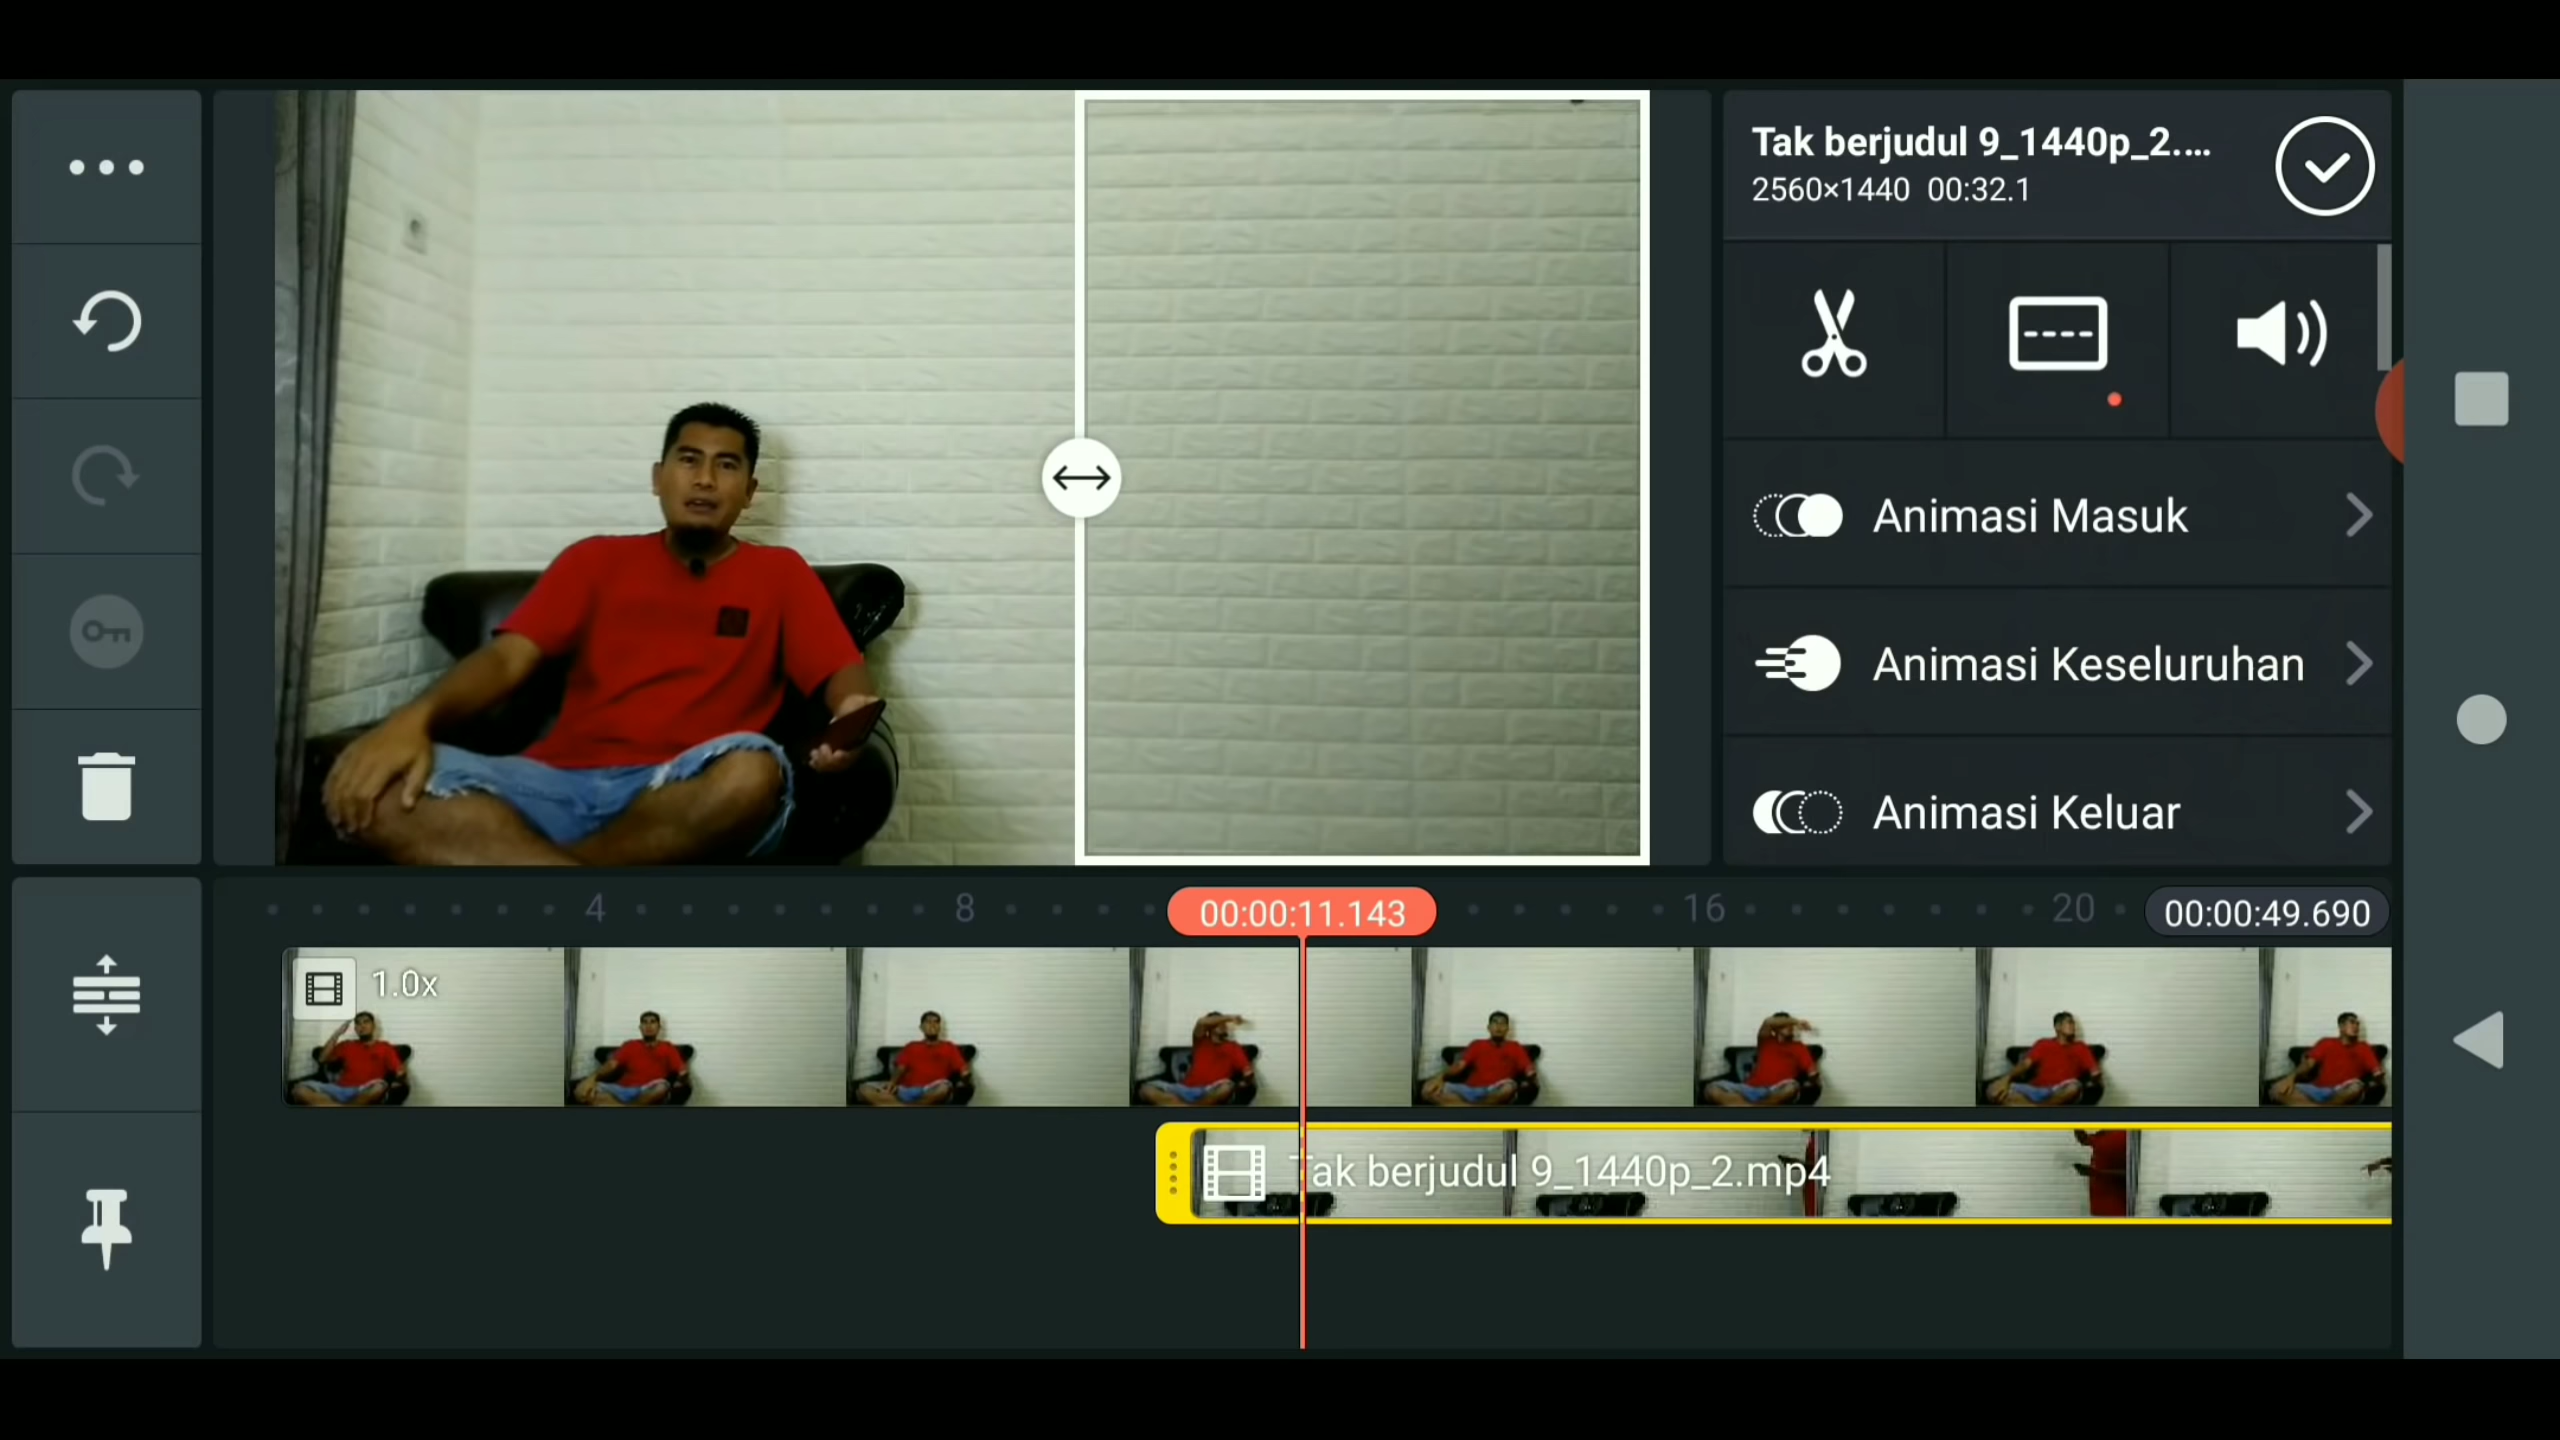 Tak berjudul 9_1440p_2....
2560×1440 00:32.1
Animasi Masuk
Animasi Keseluruhan
Animasi Keluar
4
8
00:00:11.143
16
20
00:00:49.690
1.0x
Tak berjudul 9_1440p_2.mp4